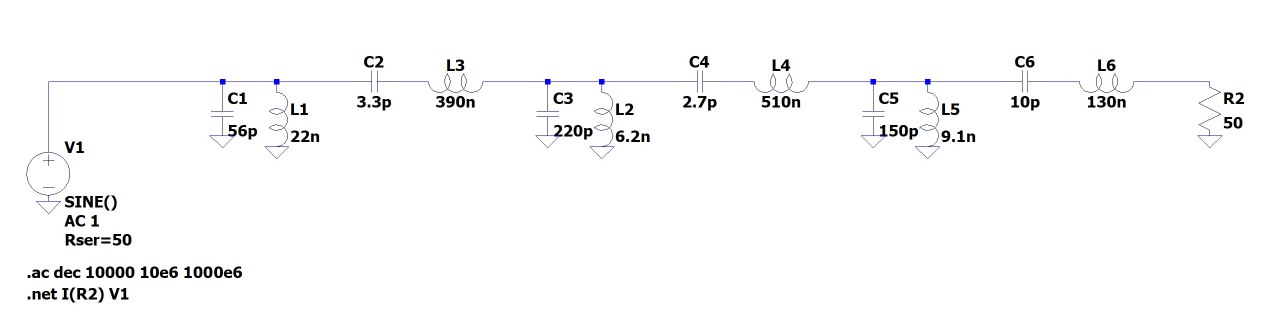 C2
L3
C4
L4
C6
L6
3.3p
390n
2.7p
510n
10p
130n
C1
L1
C3
L2
C5
L5
R2
56p
22n
220p
6.2n
150p
9.1n
50
V1
SINE()
AC 1
Rser=50
.ac dec 10000 10e6 1000e6
.net I(R2) V1